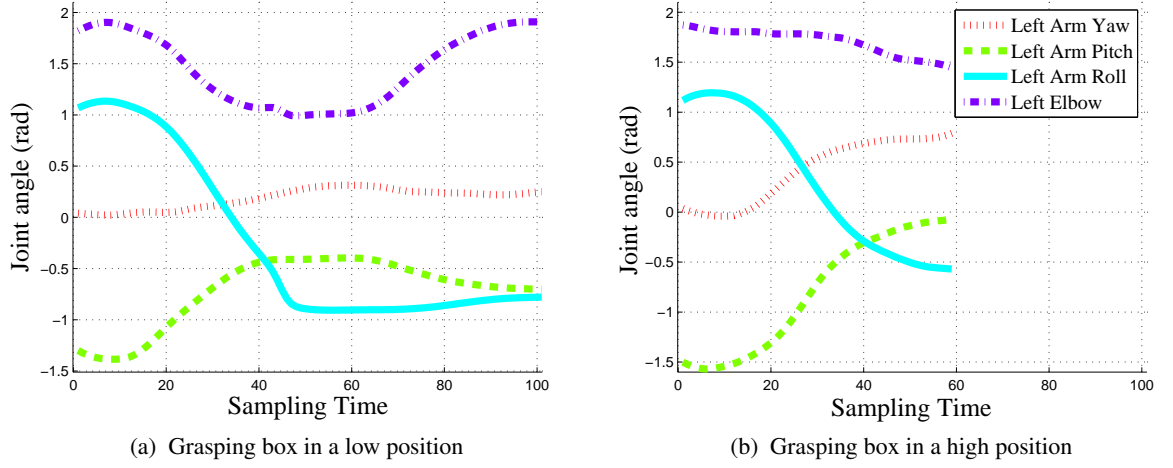 2
1.5
1
0.5
0
−0.5
−1
−1.5
Joint angle (rad)
0 20 40 60 80 100
Sampling Time
(a) Grasping box in a low position
2
1.5
1
0.5
0
−0.5
−1
−1.5
Joint angle (rad)
0 20 40 60 80 100
Sampling Time
Left Arm Yaw
Left Arm Pitch
Left Arm Roll
Left Elbow
(b) Grasping box in a high position